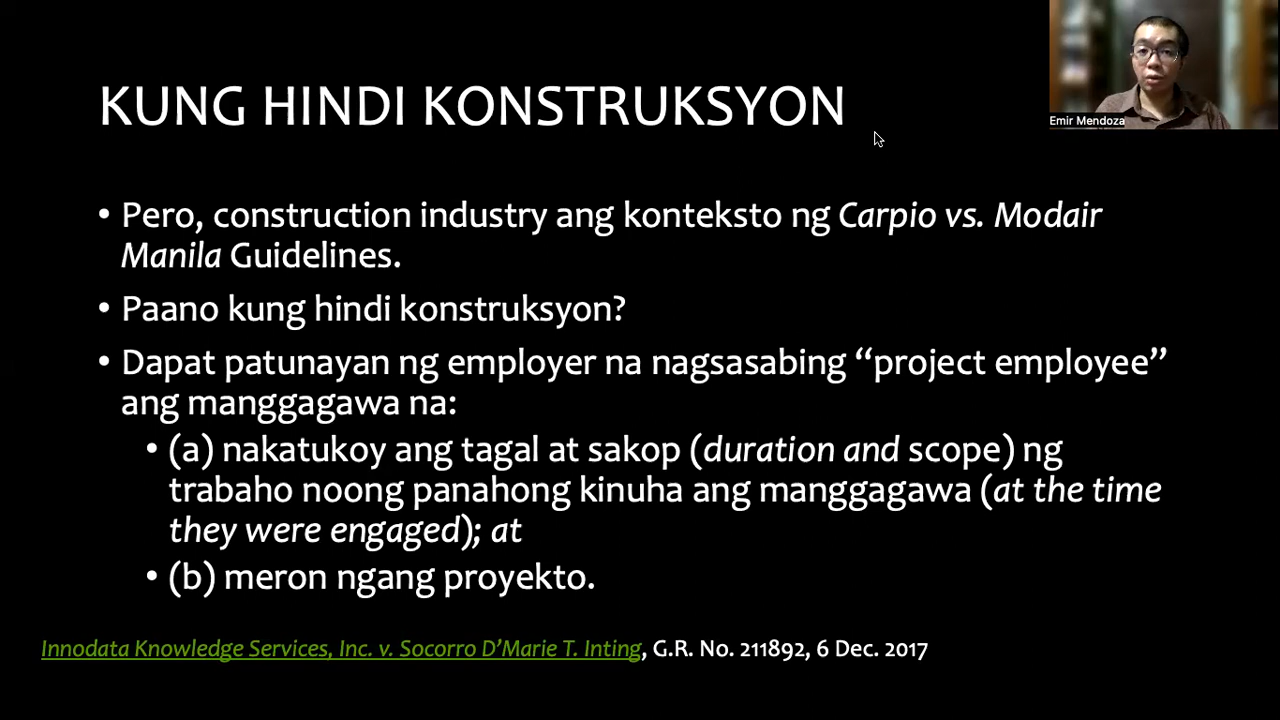 KUNG HINDI KONSTRUKSYON
Emir Mendoza
• Pero, construction industry ang konteksto ng Carpio vs. Modair
Manila Guidelines.
• Paano kung hindi konstruksyon?
• Dapat patunayan ng employer na nagsasabing “project employee”
ang manggagawa na:
• (a) nakatukoy ang tagal at sakop (duration and scope) ng
trabaho noong panahong kinuha ang manggagawa (at the time
they were engaged); at
• (b) meron ngang proyekto.
Innodata Knowledge Services, Inc. v. Socorro D’Marie T. Inting, G.R. No. 211892, 6 Dec. 2017